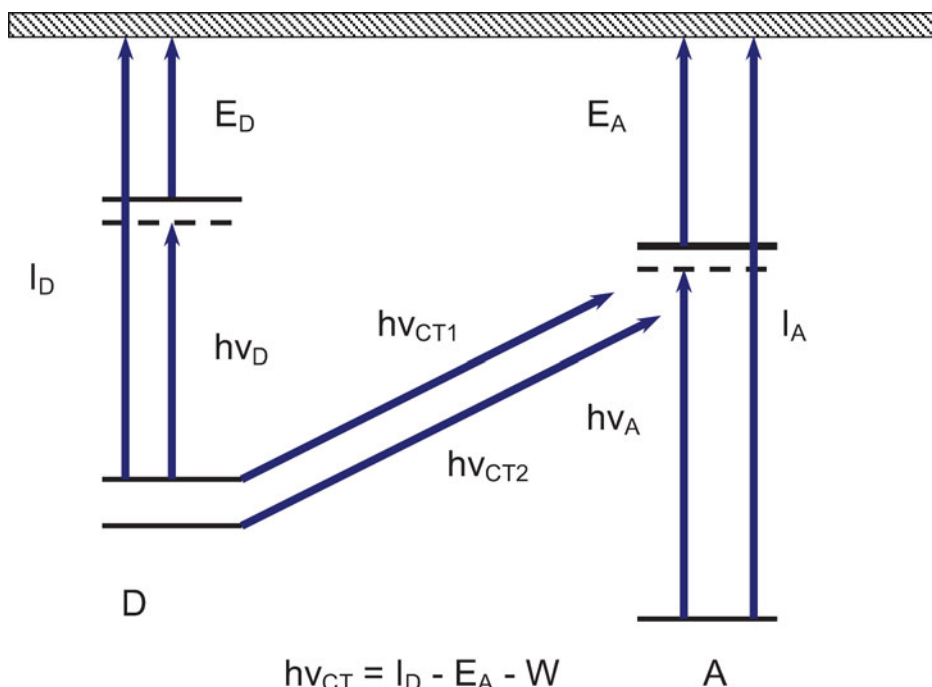 E_D
E_A
I_D
I_A
hν_CT1
hν_D
hν_A
hν_CT2
D
A
hν_CT = I_D - E_A - W